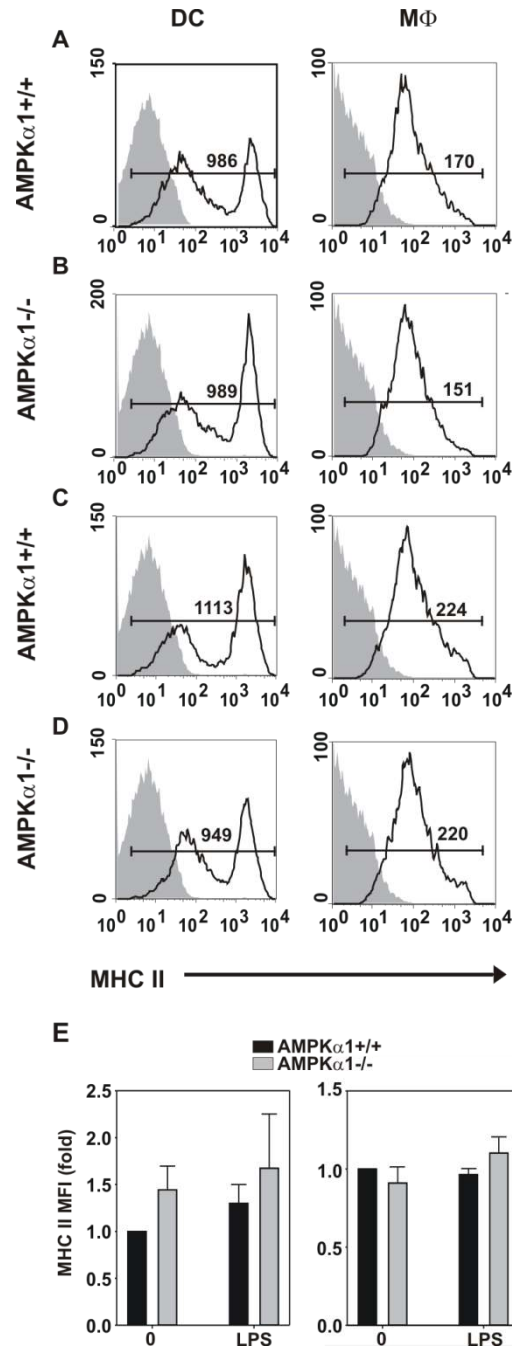 DC MΦ
A
AMPKα1+/+
150
0
986
10⁰ 10¹ 10² 10³ 10⁴
100
0
170
10⁰ 10¹ 10² 10³ 10⁴
B
AMPKα1-/-
200
0
989
10⁰ 10¹ 10² 10³ 10⁴
100
0
151
10⁰ 10¹ 10² 10³ 10⁴
C
AMPKα1+/+
150
0
1113
10⁰ 10¹ 10² 10³ 10⁴
100
0
224
10⁰ 10¹ 10² 10³ 10⁴
D
AMPKα1-/-
150
0
949
10⁰ 10¹ 10² 10³ 10⁴
100
0
220
10⁰ 10¹ 10² 10³ 10⁴
MHC II
E
AMPKα1+/+
AMPKα1-/-
MHC II MFI (fold)
2.5
2.0
1.5
1.0
0.5
0.0
0 LPS
1.5
1.0
0.5
0.0
0 LPS